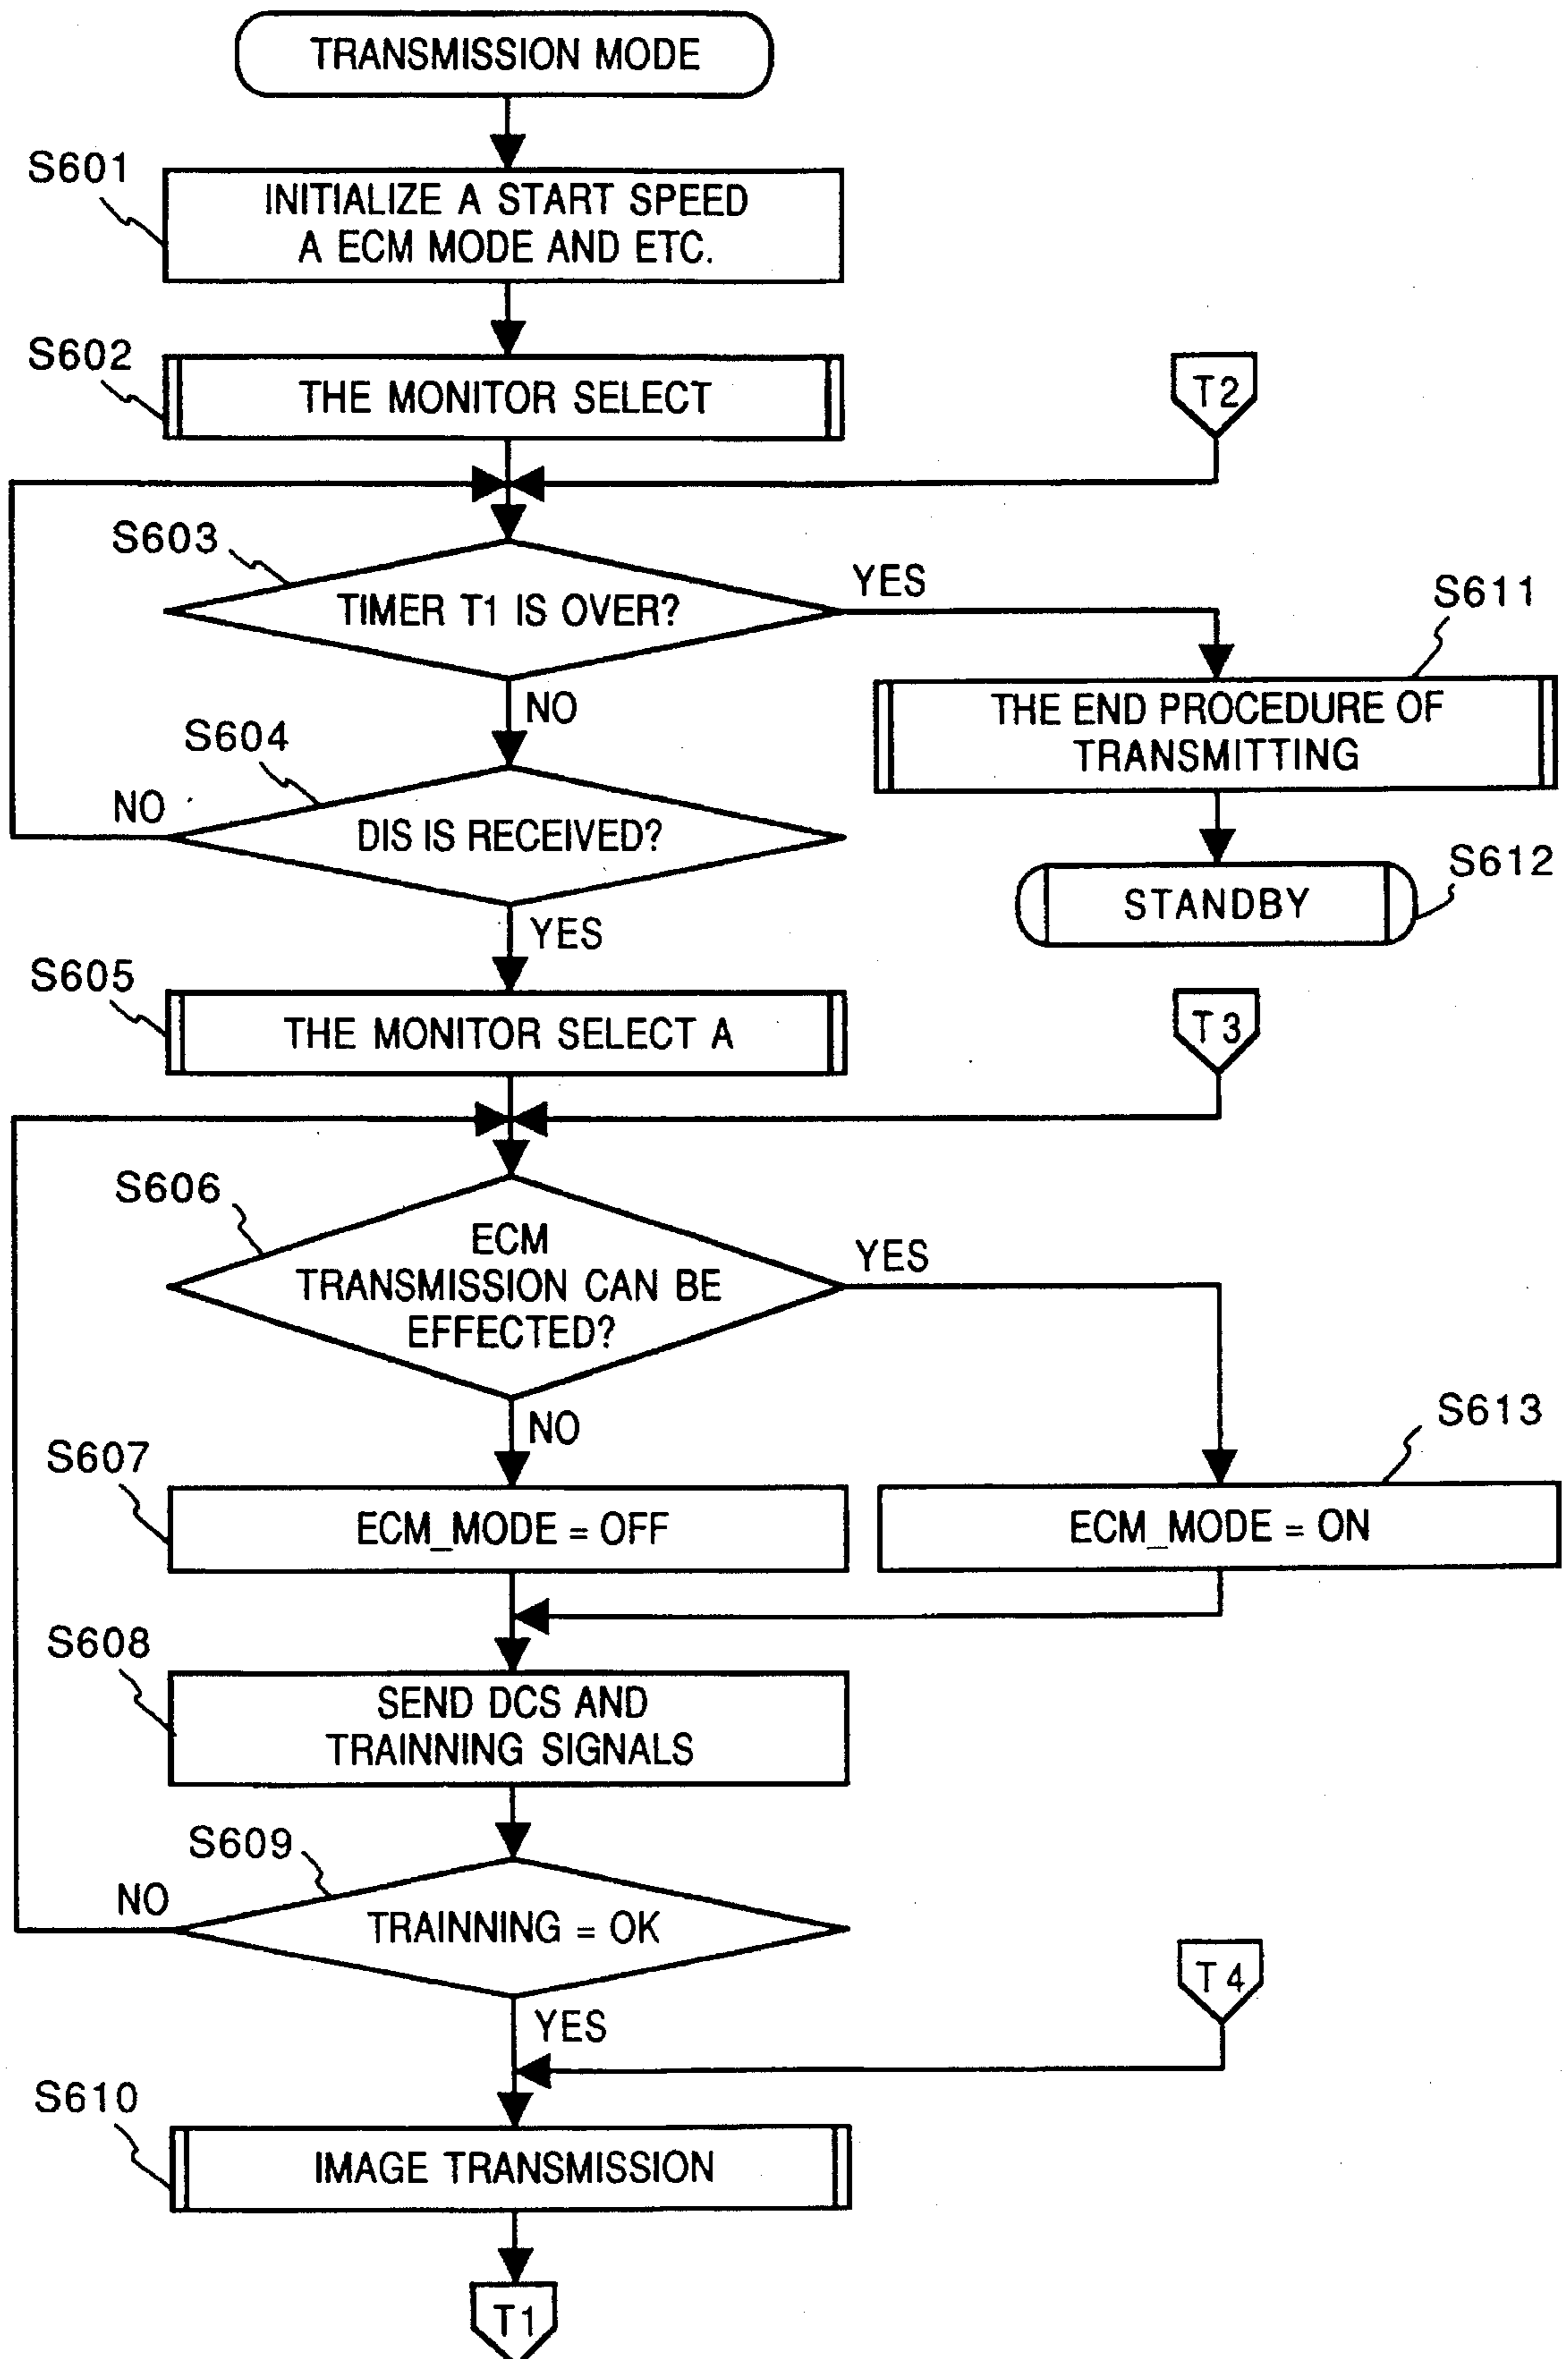 TRANSMISSION MODE
S601
INITIALIZE A START SPEED
A ECM MODE AND ETC.
S602
THE MONITOR SELECT
T2
S603
TIMER T1 IS OVER?
YES
S611
NO
THE END PROCEDURE OF
TRANSMITTING
S604
NO
DIS IS RECEIVED?
S612
STANDBY
YES
S605
THE MONITOR SELECT A
T3
S606
ECM
TRANSMISSION CAN BE
EFFECTED?
YES
NO
S613
S607
ECM_MODE = OFF
ECM_MODE = ON
S608
SEND DCS AND
TRAINNING SIGNALS
S609
NO
TRAINNING = OK
T4
YES
S610
IMAGE TRANSMISSION
T1